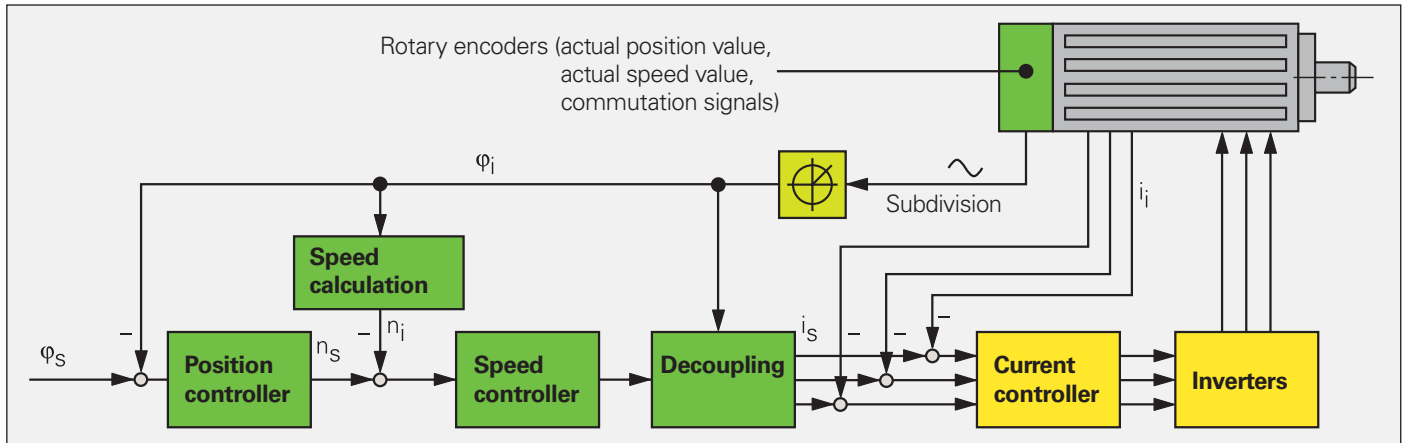 Rotary encoders (actual position value,
actual speed value,
commutation signals)
φi
Subdivision
ii
Speed
calculation
–
– ni
is – – –
φs
Position
controller
ns
Speed
controller
Decoupling
Current
controller
Inverters